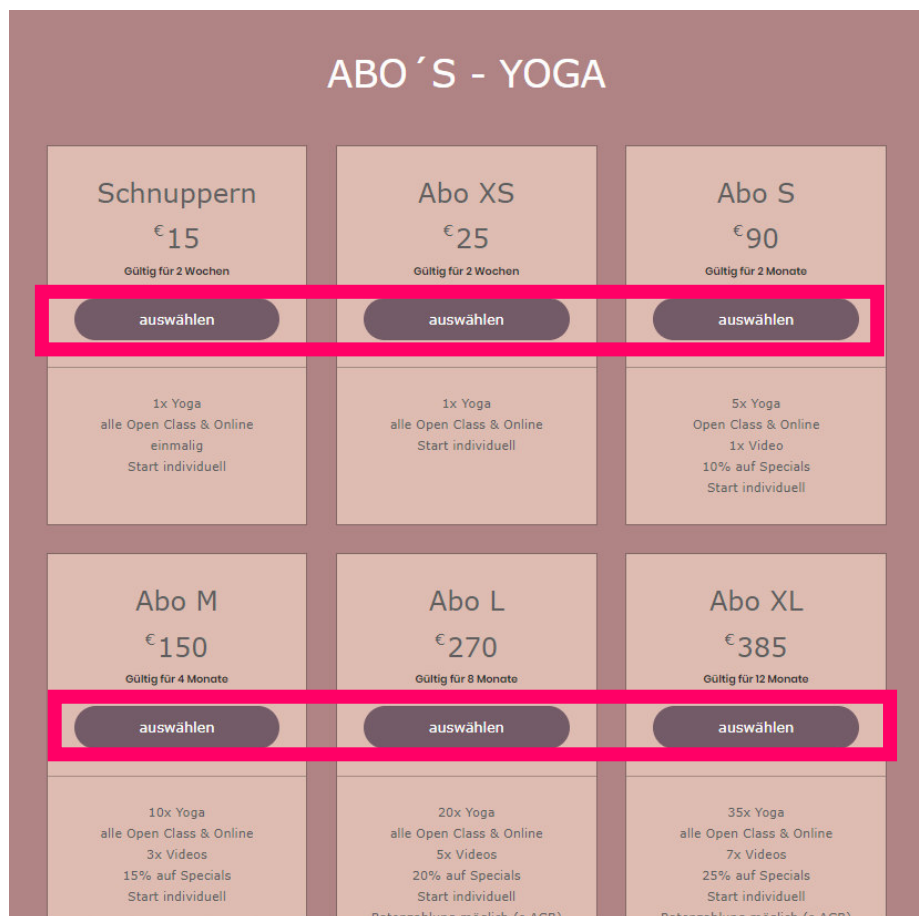 ABO´S - YOGA
Schnuppern
€15
Gültig für 2 Wochen
auswählen
1x Yoga
alle Open Class & Online
einmalig
Start individuell
Abo XS
€25
Gültig für 2 Wochen
auswählen
1x Yoga
alle Open Class & Online
Start individuell
Abo S
€90
Gültig für 2 Monate
auswählen
5x Yoga
Open Class & Online
1x Video
10% auf Specials
Start individuell
Abo M
€150
Gültig für 4 Monate
auswählen
10x Yoga
alle Open Class & Online
3x Videos
15% auf Specials
Start individuell
Abo L
€270
Gültig für 8 Monate
auswählen
20x Yoga
alle Open Class & Online
5x Videos
20% auf Specials
Start individuell
Ratenzahlung möglich (s.AGB)
Abo XL
€385
Gültig für 12 Monate
auswählen
35x Yoga
alle Open Class & Online
7x Videos
25% auf Specials
Start individuell
Ratenzahlung möglich (s.AGB)